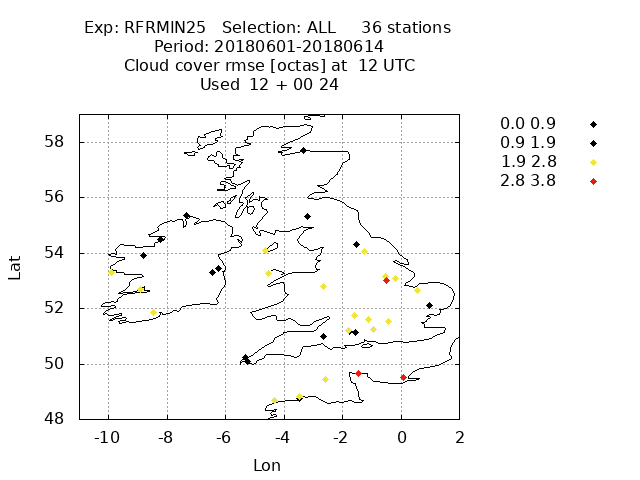 Exp: RFRMIN25 Selection: ALL 36 stations
Period: 20180601-20180614
Cloud cover rmse [octas] at 12 UTC
Used 12 + 00 24
0.0 0.9
0.9 1.9
1.9 2.8
2.8 3.8
58
56
54
52
50
48
Lat
-10 -8 -6 -4 -2 0 2
Lon